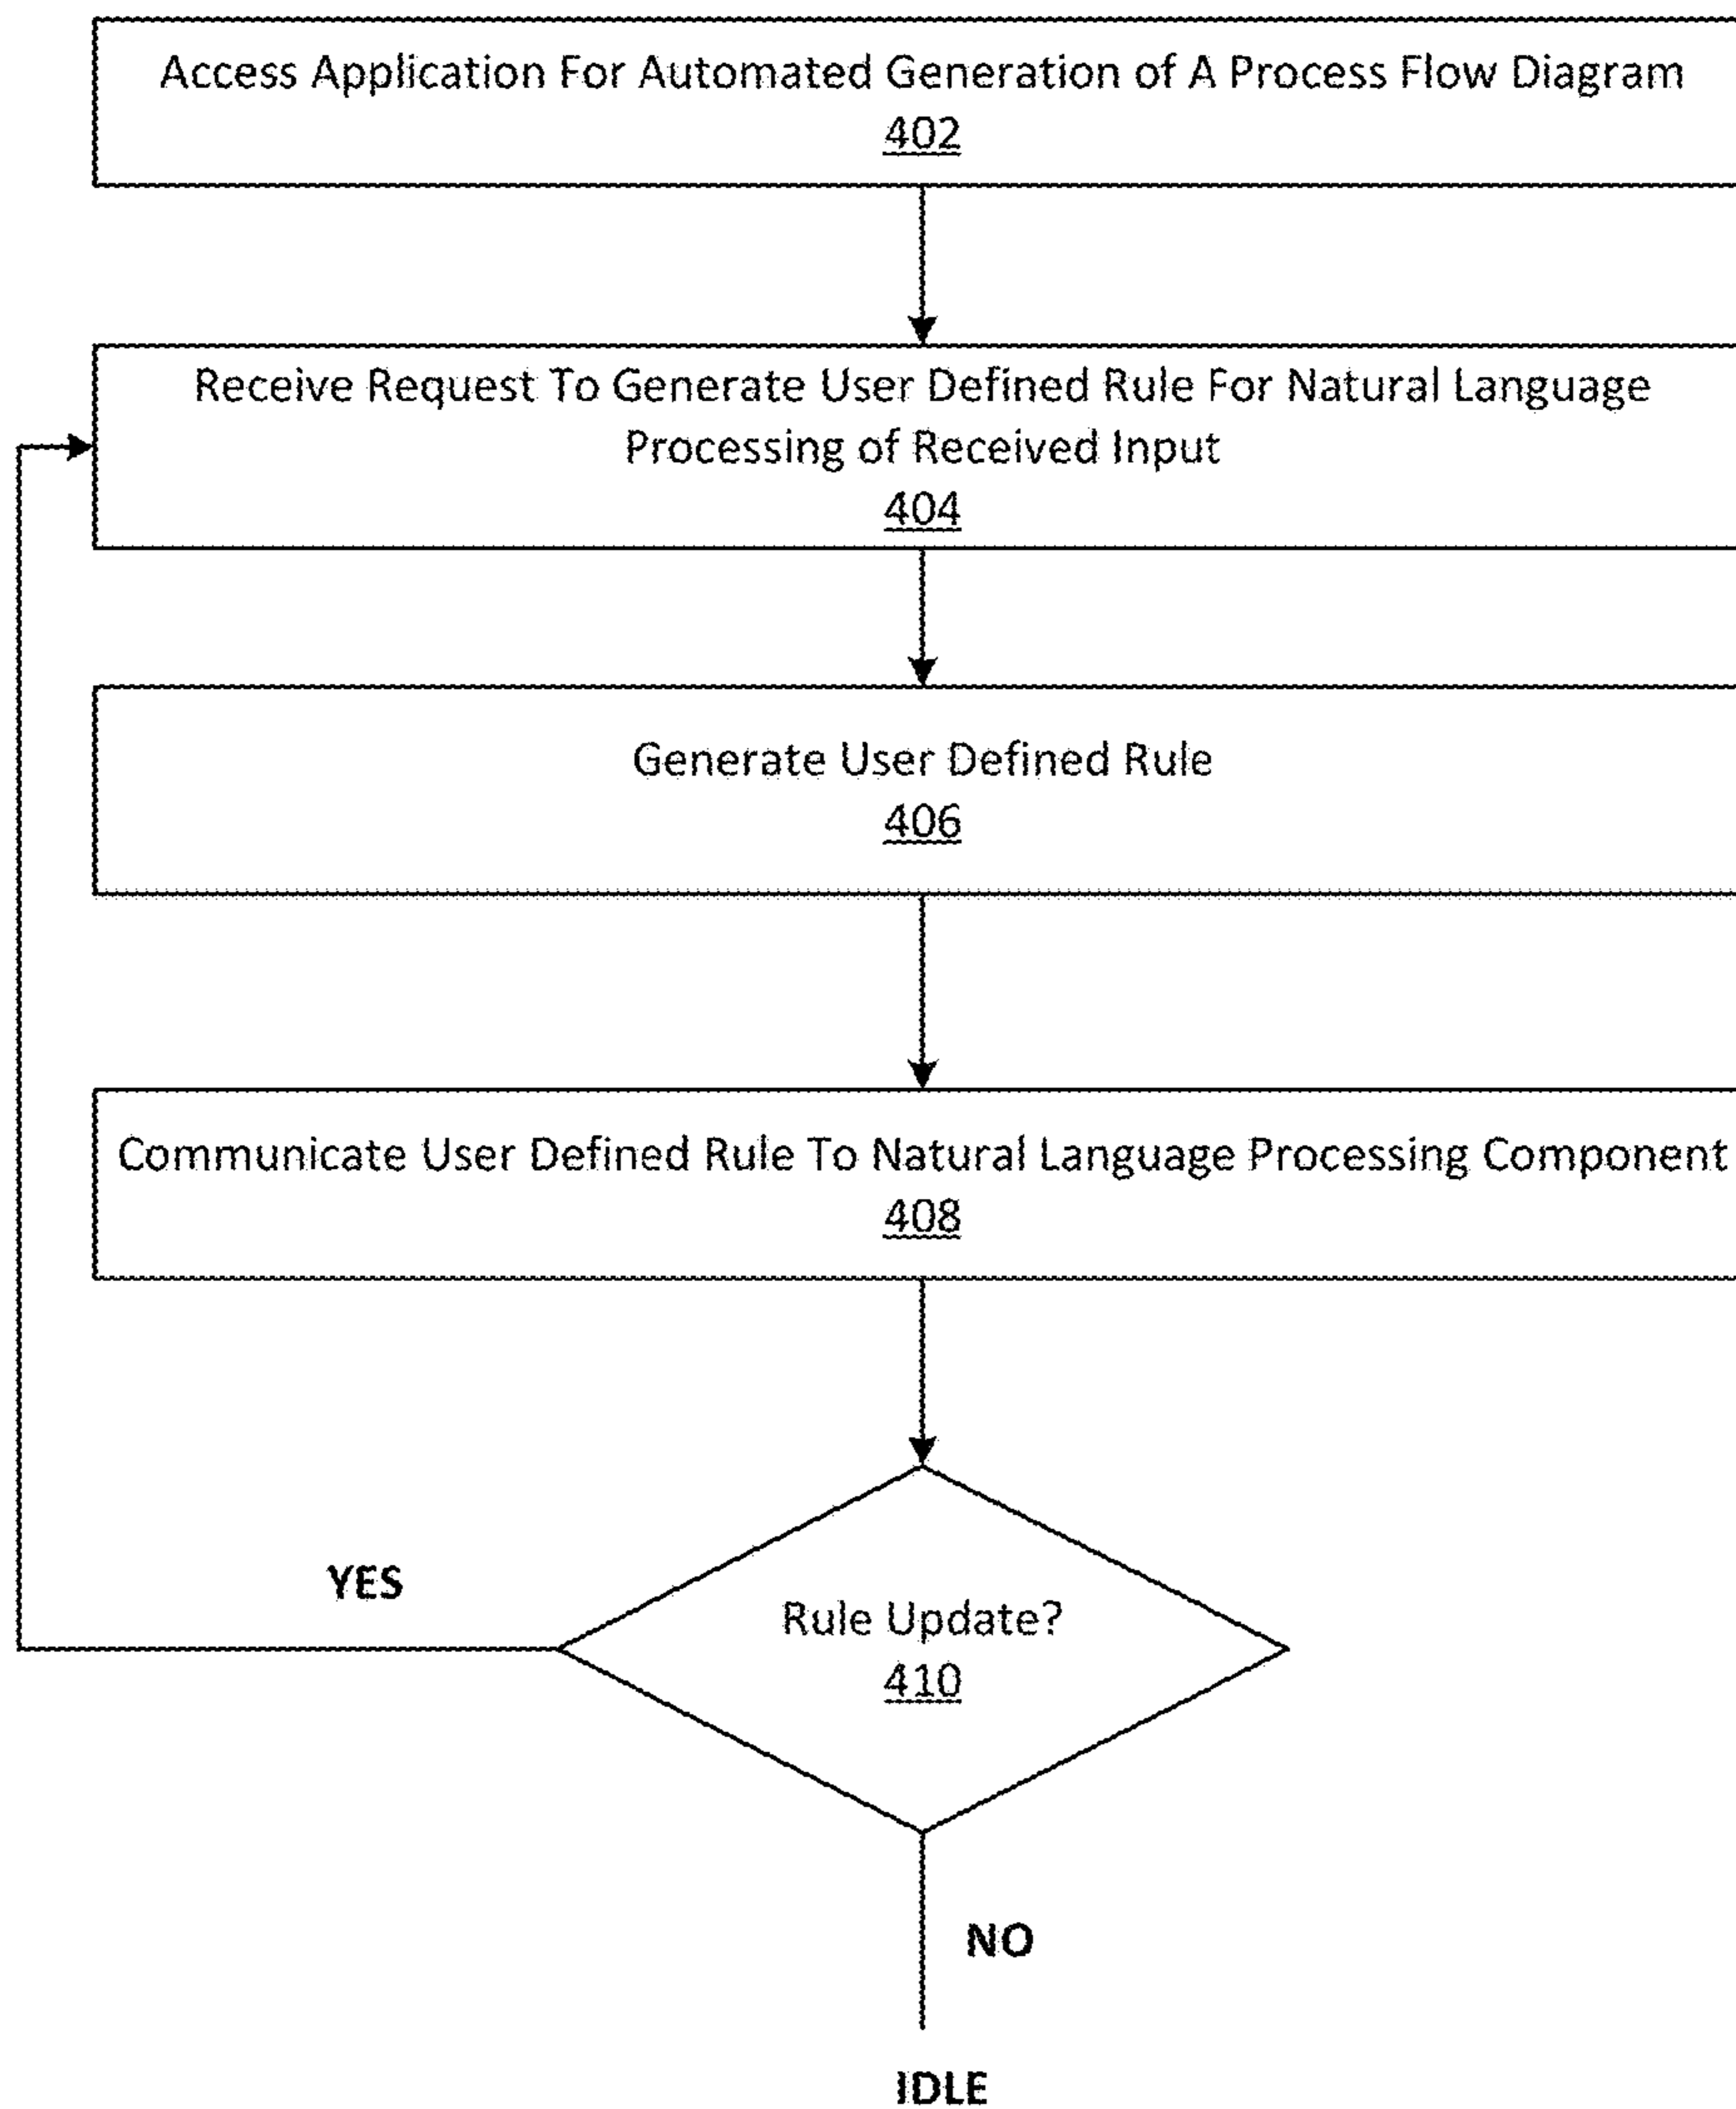 Access Application For Automated Generation of A Process Flow Diagram
402
Receive Request To Generate User Defined Rule For Natural Language
Processing of Received Input
404
Generate User Defined Rule
406
Communicate User Defined Rule To Natural Language Processing Component
408
YES
Rule Update?
410
NO
IDLE